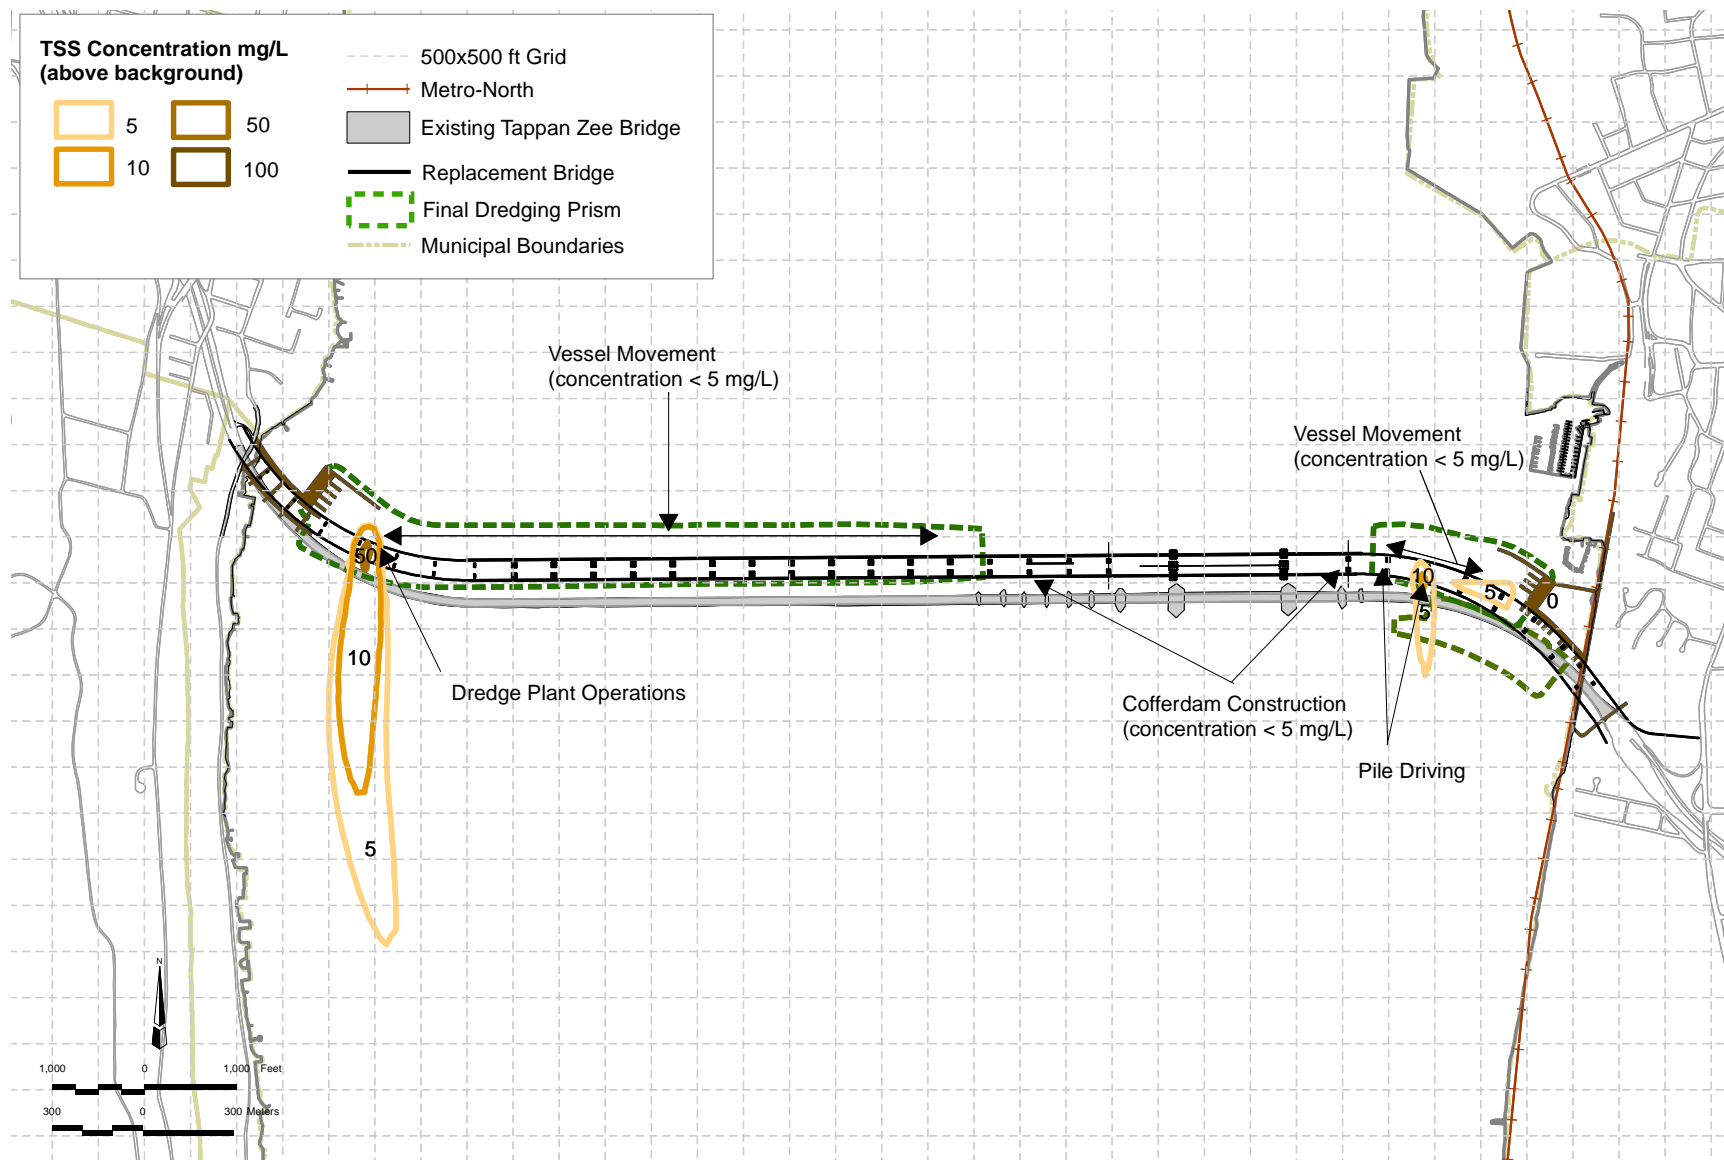 TSS Concentration mg/L
(above background)
5
50
10
100
500x500 ft Grid
Metro-North
Existing Tappan Zee Bridge
Replacement Bridge
Final Dredging Prism
Municipal Boundaries
Vessel Movement
(concentration < 5 mg/L)
Vessel Movement
(concentration < 5 mg/L)
50
10
5
0
5
10
Dredge Plant Operations
Cofferdam Construction
(concentration < 5 mg/L)
Pile Driving
5
N
1,000 0 1,000 Feet
300 0 300 Meters